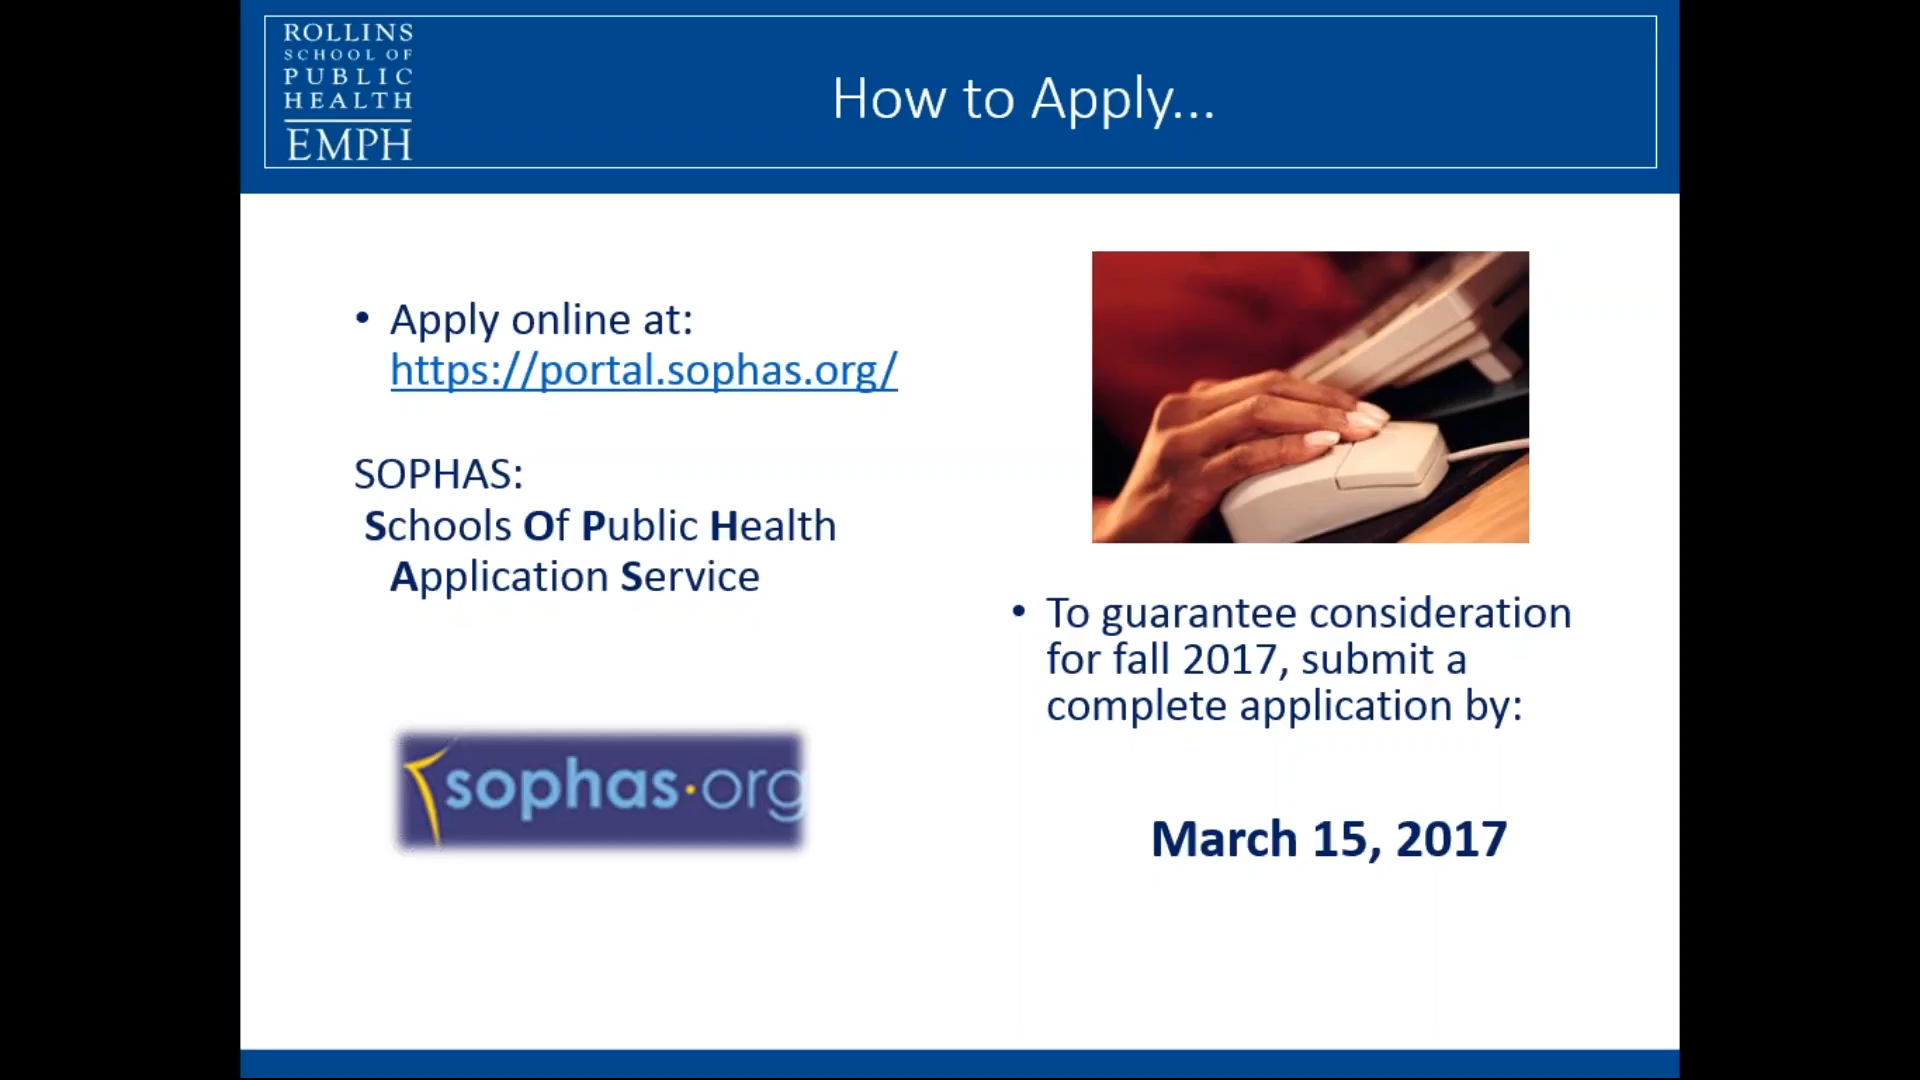 ROLLINS
SCHOOL OF
PUBLIC
HEALTH
EMPH
How to Apply...
• Apply online at:
https://portal.sophas.org/
SOPHAS:
Schools Of Public Health
Application Service
sophas.org
• To guarantee consideration
for fall 2017, submit a
complete application by:
March 15, 2017